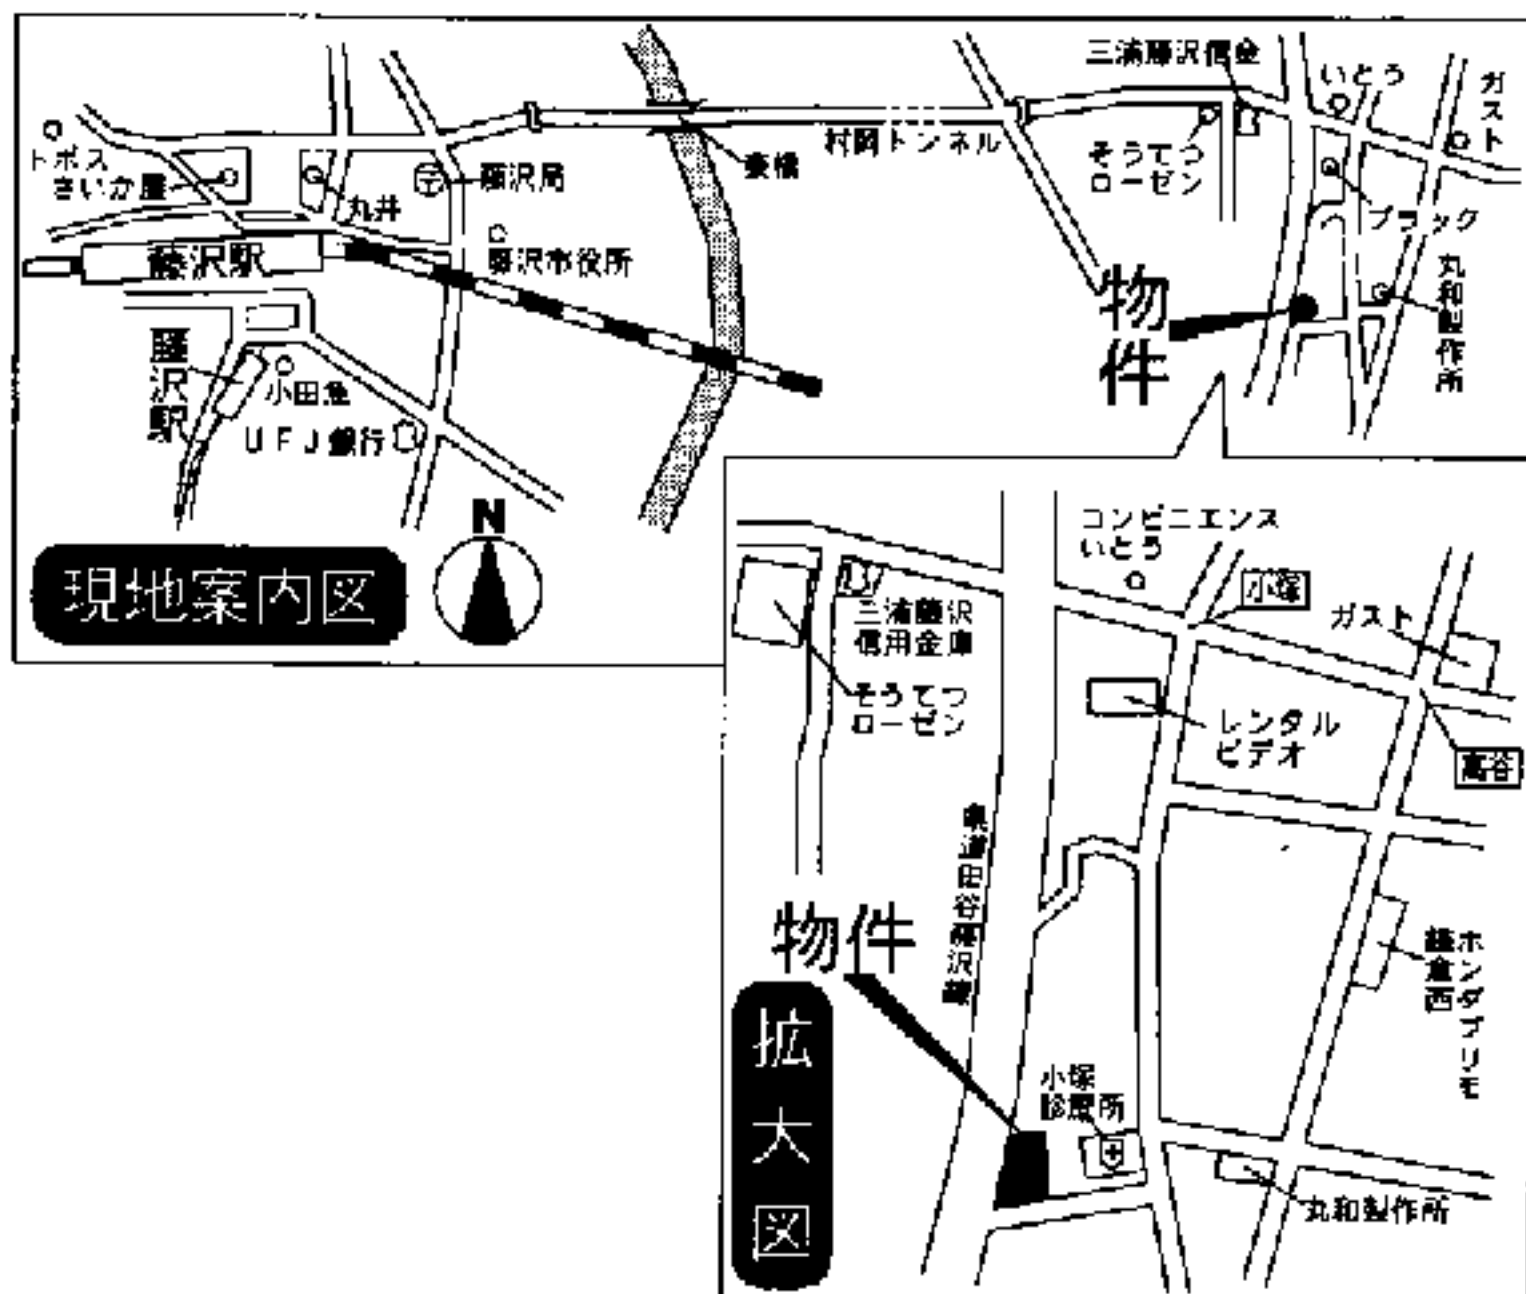 三浦藤沢信金
いとう
ガスト
トポス
さいか屋
丸井
藤沢局
村岡トンネル
そうてつ
ローゼン
ブラック
藤沢駅
藤沢市役所
物件
丸和製作所
藤沢駅
小田急
UFJ銀行
N
現地案内図
コンビニエンス
いとう
小塚
ガスト
三浦藤沢
信用金庫
そうてつ
ローゼン
レンタル
ビデオ
高谷
県道田谷藤沢線
物件
ホンダプリモ
鎌倉西
拡大図
小塚
診療所
丸和製作所